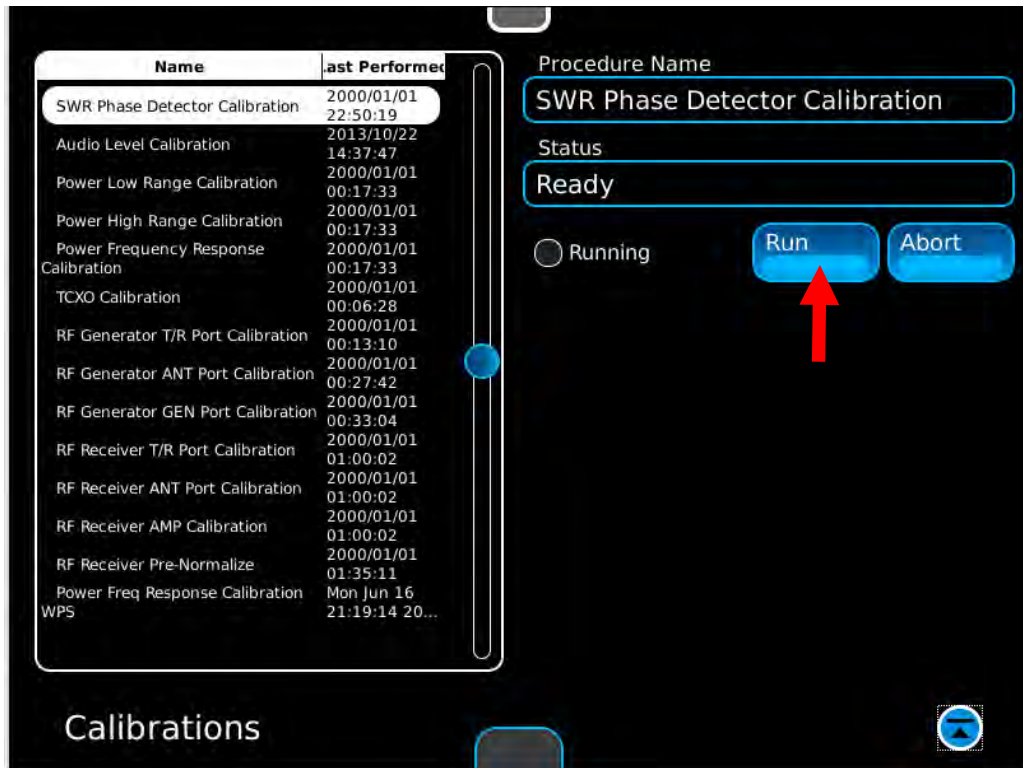 Name
.ast Performec
SWR Phase Detector Calibration
2000/01/01
22:50:19
Audio Level Calibration
2013/10/22
14:37:47
Power Low Range Calibration
2000/01/01
00:17:33
Power High Range Calibration
2000/01/01
00:17:33
Power Frequency Response
Calibration
2000/01/01
00:17:33
TCXO Calibration
2000/01/01
00:06:28
RF Generator T/R Port Calibration
2000/01/01
00:13:10
RF Generator ANT Port Calibration
2000/01/01
00:27:42
RF Generator GEN Port Calibration
2000/01/01
00:33:04
RF Receiver T/R Port Calibration
2000/01/01
01:00:02
RF Receiver ANT Port Calibration
2000/01/01
01:00:02
RF Receiver AMP Calibration
2000/01/01
01:00:02
RF Receiver Pre-Normalize
2000/01/01
01:35:11
Power Freq Response Calibration
WPS
Mon Jun 16
21:19:14 20...
Procedure Name
SWR Phase Detector Calibration
Status
Ready
Running
Run
Abort
Calibrations